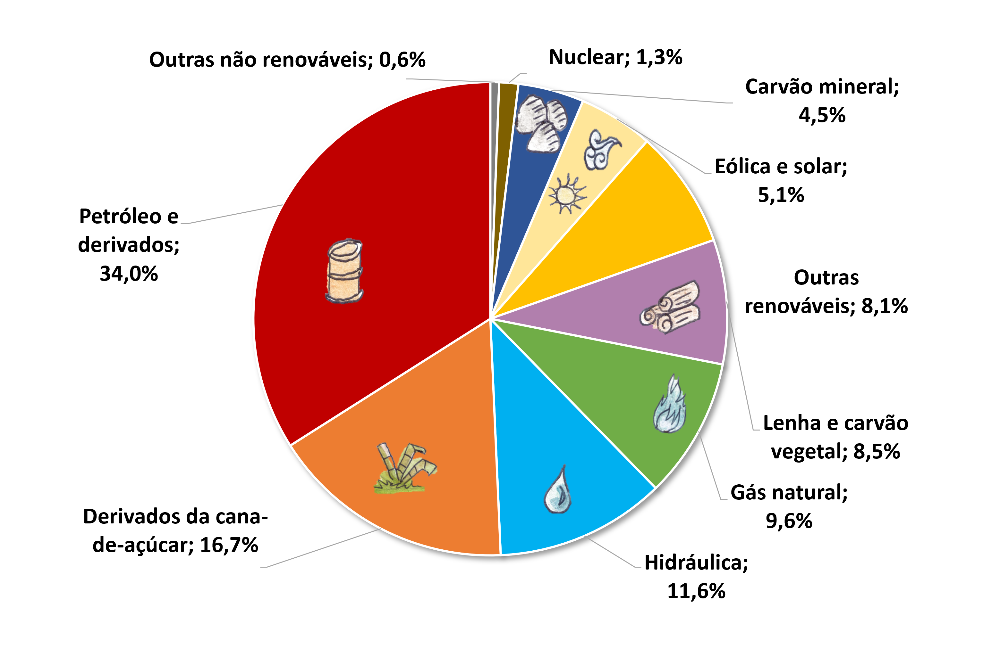 Outras não renováveis; 0,6%
Nuclear; 1,3%
Carvão mineral;
4,5%
Eólica e solar;
5,1%
Outras
renováveis; 8,1%
Lenha e carvão
vegetal; 8,5%
Gás natural;
9,6%
Hidráulica;
11,6%
Derivados da cana-
de-açúcar; 16,7%
Petróleo e
derivados;
34,0%